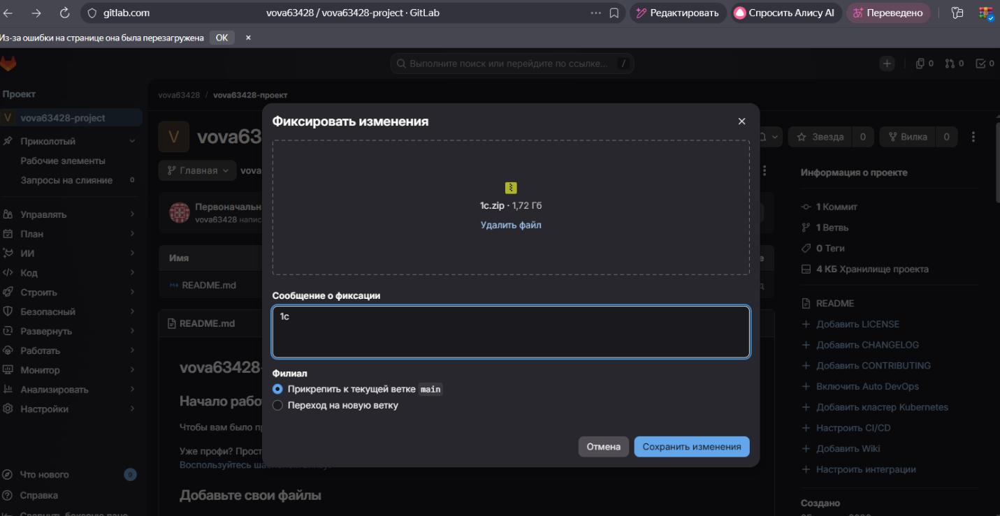 gitlab.com
vova63428 / vova63428-project · GitLab
Редактировать
Спросить Алису AI
Переведено
Из-за ошибки на странице она была перезагружена
OK
Выполните поиск или перейдите по ссылке...
/
0
0
0
Проект
V vova63428-project
Приколотый
Рабочие элементы
Запросы на слияние 0
Управлять
План
ИИ
Код
Строить
Безопасный
Развернуть
Работать
Монитор
Анализировать
Настройки
Что нового 0
Справка
vova63428 / vova63428-проект
V
vova63
Звезда 0
Вилка 0
Главная
vova
Первоначальн
vova63428 напис
Имя
README.md
README.md
vova63428-
Начало рабо
Чтобы вам было п
Уже профи? Прост
Добавьте свои файлы
Фиксировать изменения
1c.zip · 1,72 Гб
Удалить файл
Сообщение о фиксации
1c
Филиал
Прикрепить к текущей ветке main
Переход на новую ветку
Отмена
Сохранить изменения
Информация о проекте
1 Коммит
1 Ветвь
0 Теги
4 КБ Хранилище проекта
README
+ Добавить LICENSE
+ Добавить CHANGELOG
+ Добавить CONTRIBUTING
+ Включить Auto DevOps
+ Добавить кластер Kubernetes
+ Настроить CI/CD
+ Добавить Wiki
+ Настроить интеграции
Создано